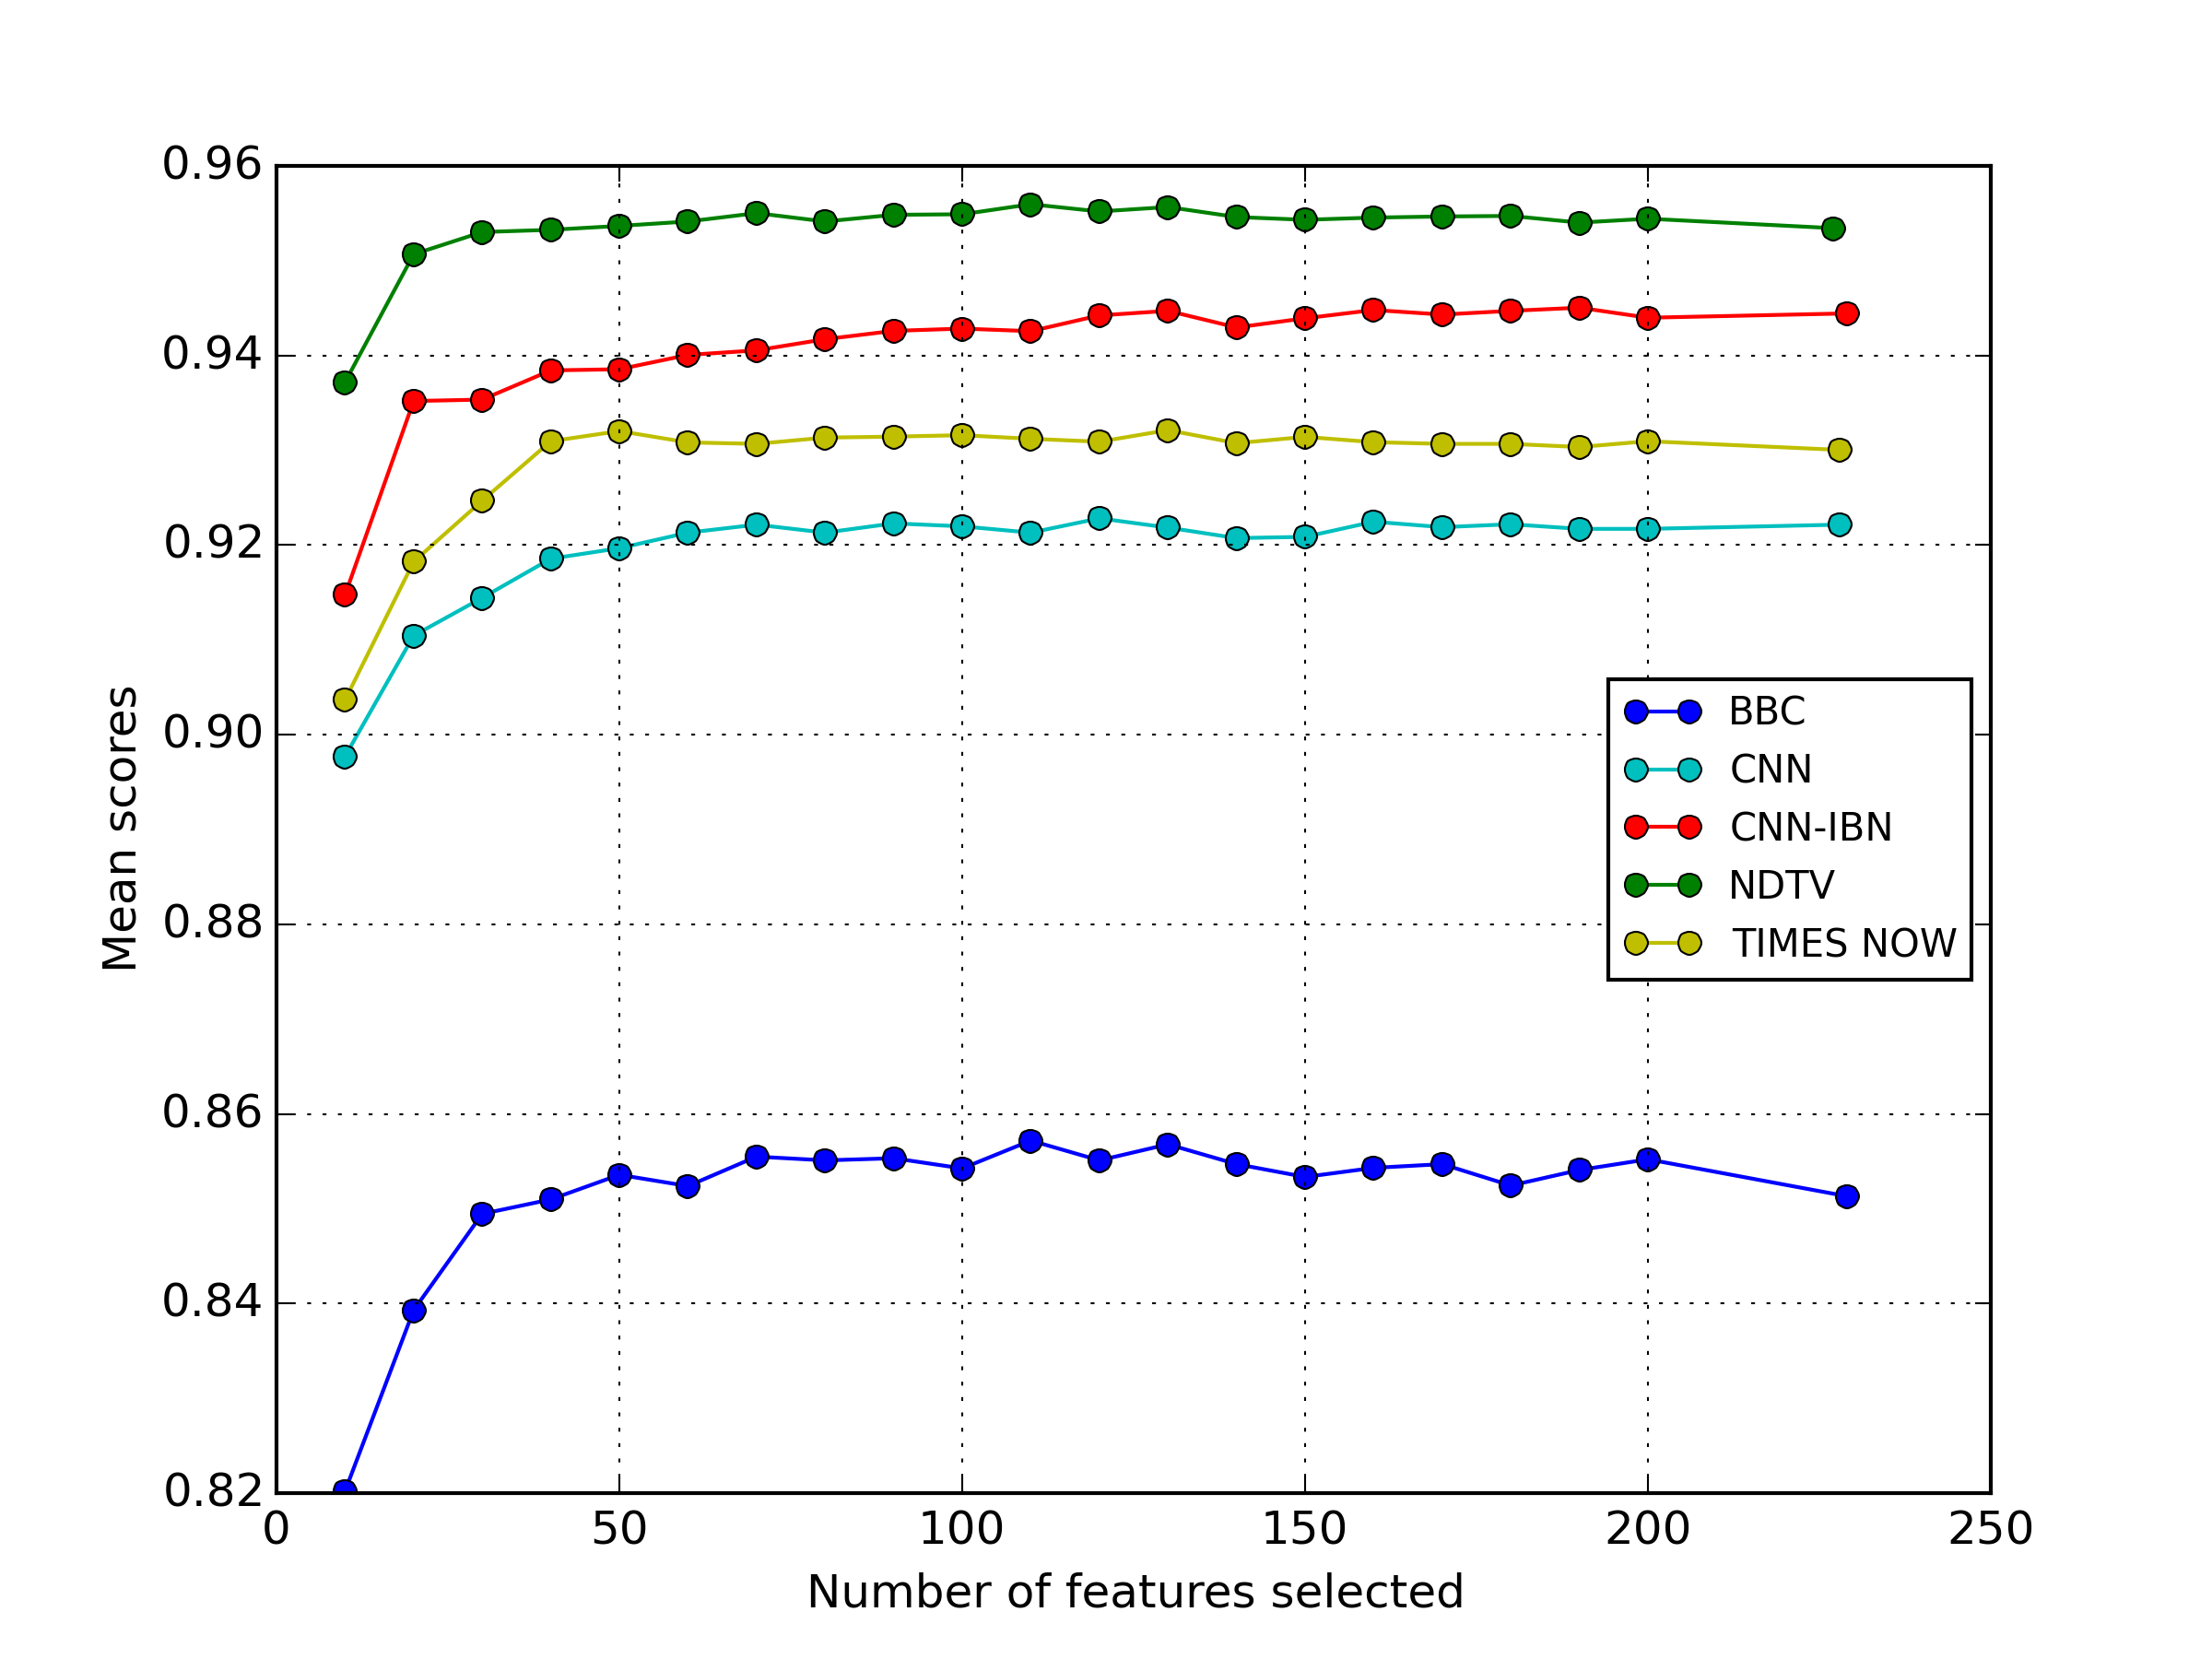 0.96
0.94
0.92
0.90
0.88
0.86
0.84
0.82
Mean scores
BBC
CNN
CNN-IBN
NDTV
TIMES NOW
0 50 100 150 200 250
Number of features selected